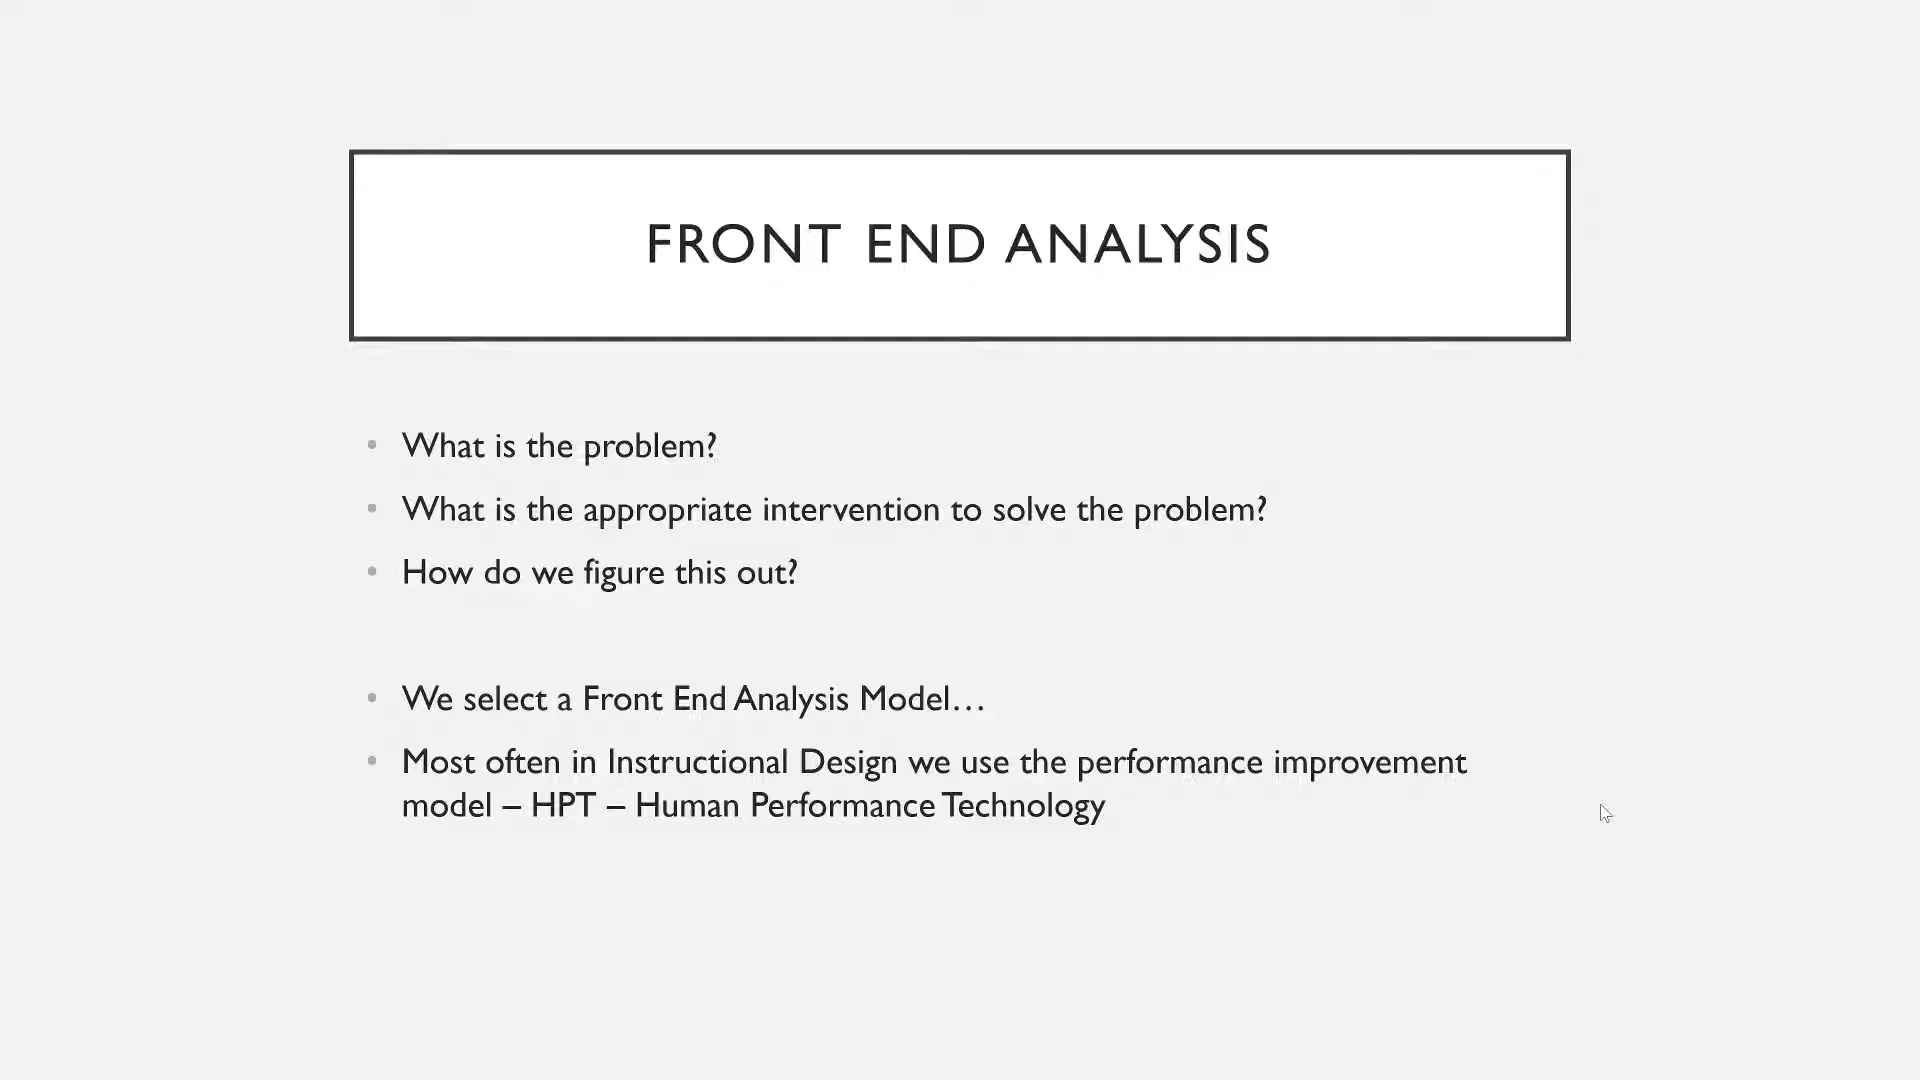 FRONT END ANALYSIS
• What is the problem?
• What is the appropriate intervention to solve the problem?
• How do we figure this out?
• We select a Front End Analysis Model…
• Most often in Instructional Design we use the performance improvement
model – HPT – Human Performance Technology